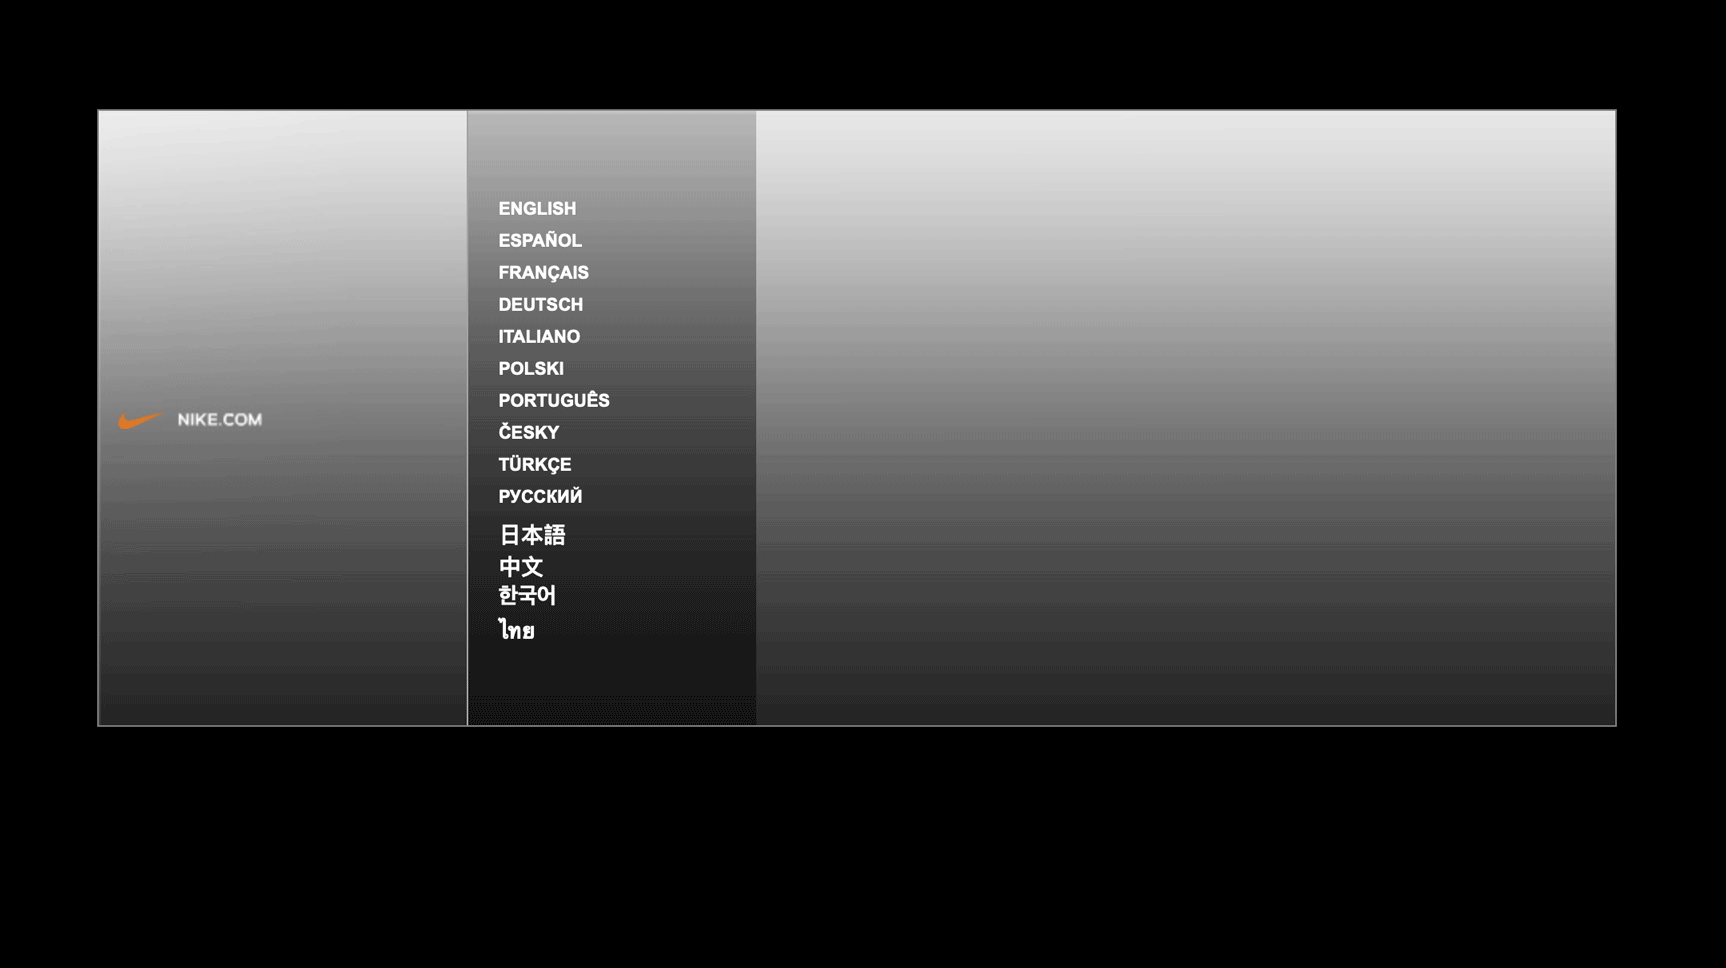 NIKE.COM
ENGLISH
ESPAÑOL
FRANÇAIS
DEUTSCH
ITALIANO
POLSKI
PORTUGUÊS
ČESKY
TÜRKÇE
РУССКИЙ
日本語
中文
한국어
ไทย